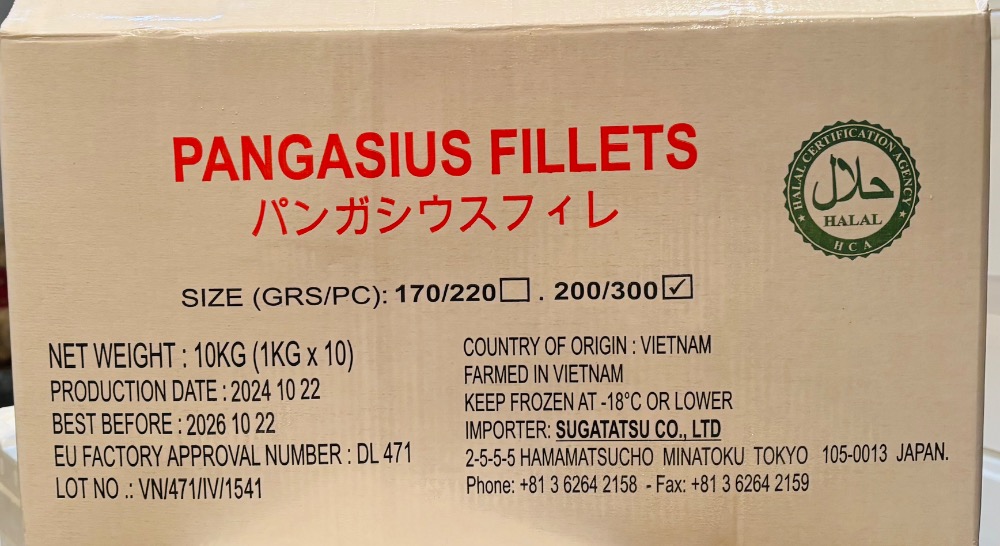 PANGASIUS FILLETS
パンガシウスフィレ
HALAL CERTIFICATION AGENCY
حلال
HALAL
★ HCA ★
SIZE (GRS/PC): 170/220☐ . 200/300☑
NET WEIGHT : 10KG (1KG x 10)
PRODUCTION DATE : 2024 10 22
BEST BEFORE : 2026 10 22
EU FACTORY APPROVAL NUMBER : DL 471
LOT NO .: VN/471/IV/1541
COUNTRY OF ORIGIN : VIETNAM
FARMED IN VIETNAM
KEEP FROZEN AT -18°C OR LOWER
IMPORTER: SUGATATSU CO., LTD
2-5-5-5 HAMAMATSUCHO MINATOKU TOKYO 105-0013 JAPAN.
Phone: +81 3 6264 2158 - Fax: +81 3 6264 2159